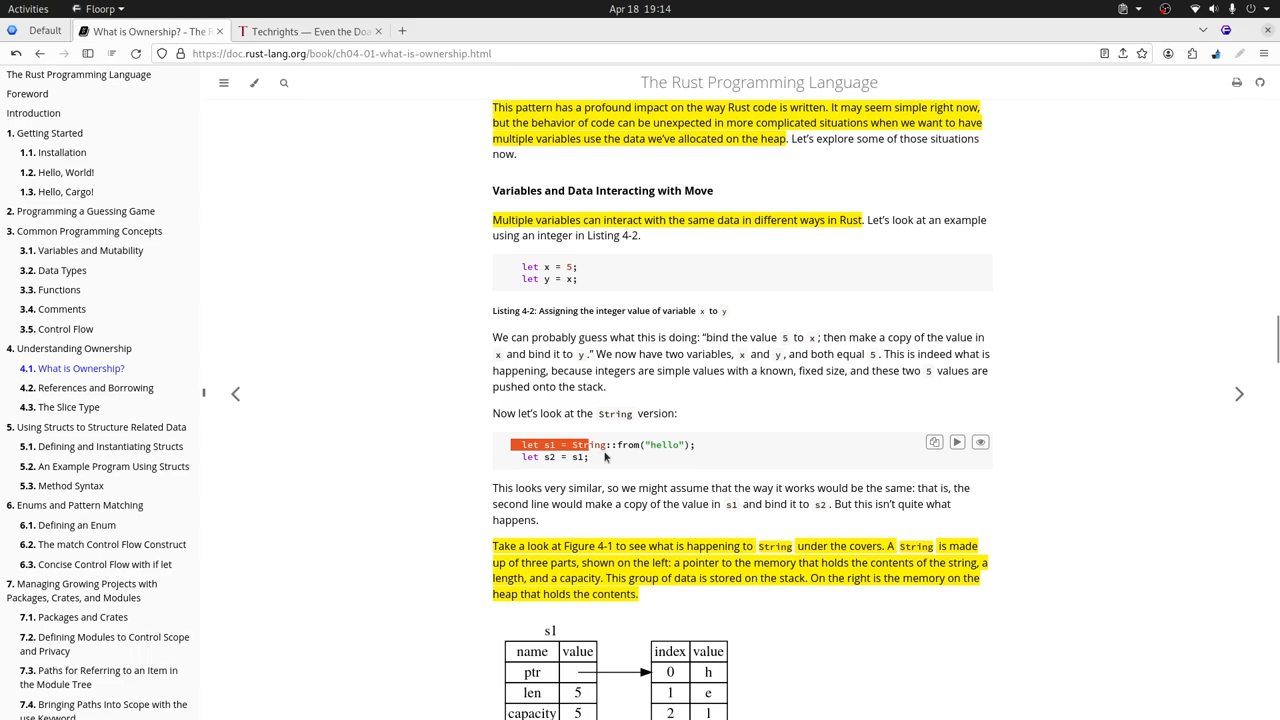 Activities
Floorp
Apr 18 19:14
Default
What is Ownership? - The R
Techrights — Even the Doa
https://doc.rust-lang.org/book/ch04-01-what-is-ownership.html
The Rust Programming Language
Foreword
Introduction
1. Getting Started
1.1. Installation
1.2. Hello, World!
1.3. Hello, Cargo!
2. Programming a Guessing Game
3. Common Programming Concepts
3.1. Variables and Mutability
3.2. Data Types
3.3. Functions
3.4. Comments
3.5. Control Flow
4. Understanding Ownership
4.1. What is Ownership?
4.2. References and Borrowing
4.3. The Slice Type
5. Using Structs to Structure Related Data
5.1. Defining and Instantiating Structs
5.2. An Example Program Using Structs
5.3. Method Syntax
6. Enums and Pattern Matching
6.1. Defining an Enum
6.2. The match Control Flow Construct
6.3. Concise Control Flow with if let
7. Managing Growing Projects with
Packages, Crates, and Modules
7.1. Packages and Crates
7.2. Defining Modules to Control Scope
and Privacy
7.3. Paths for Referring to an Item in
the Module Tree
7.4. Bringing Paths Into Scope with the
use Keyword
The Rust Programming Language
This pattern has a profound impact on the way Rust code is written. It may seem simple right now,
but the behavior of code can be unexpected in more complicated situations when we want to have
multiple variables use the data we’ve allocated on the heap. Let’s explore some of those situations
now.
Variables and Data Interacting with Move
Multiple variables can interact with the same data in different ways in Rust. Let’s look at an example
using an integer in Listing 4-2.
let x = 5;
let y = x;
Listing 4-2: Assigning the integer value of variable x to y
We can probably guess what this is doing: “bind the value 5 to x; then make a copy of the value in
x and bind it to y.” We now have two variables, x and y, and both equal 5. This is indeed what is
happening, because integers are simple values with a known, fixed size, and these two 5 values are
pushed onto the stack.
Now let’s look at the String version:
let s1 = String::from("hello");
let s2 = s1;
This looks very similar, so we might assume that the way it works would be the same: that is, the
second line would make a copy of the value in s1 and bind it to s2. But this isn’t quite what
happens.
Take a look at Figure 4-1 to see what is happening to String under the covers. A String is made
up of three parts, shown on the left: a pointer to the memory that holds the contents of the string, a
length, and a capacity. This group of data is stored on the stack. On the right is the memory on the
heap that holds the contents.
s1
name value index value
ptr 0 h
len 5 1 e
capacity 5 2 l